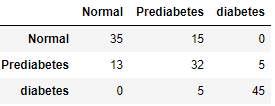 Normal Prediabetes diabetes
Normal 35 15 0
Prediabetes 13 32 5
diabetes 0 5 45